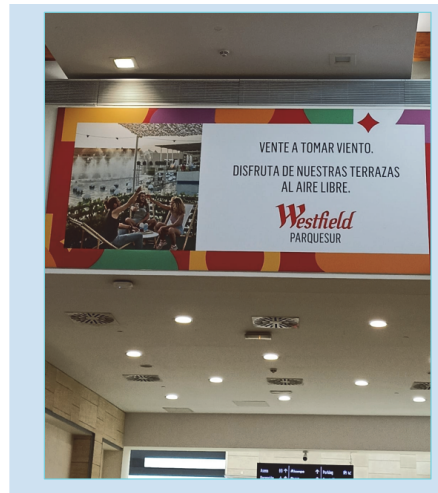 VENTE A TOMAR VIENTO.
DISFRUTA DE NUESTRAS TERRAZAS
AL AIRE LIBRE.
Westfield
PARQUESUR